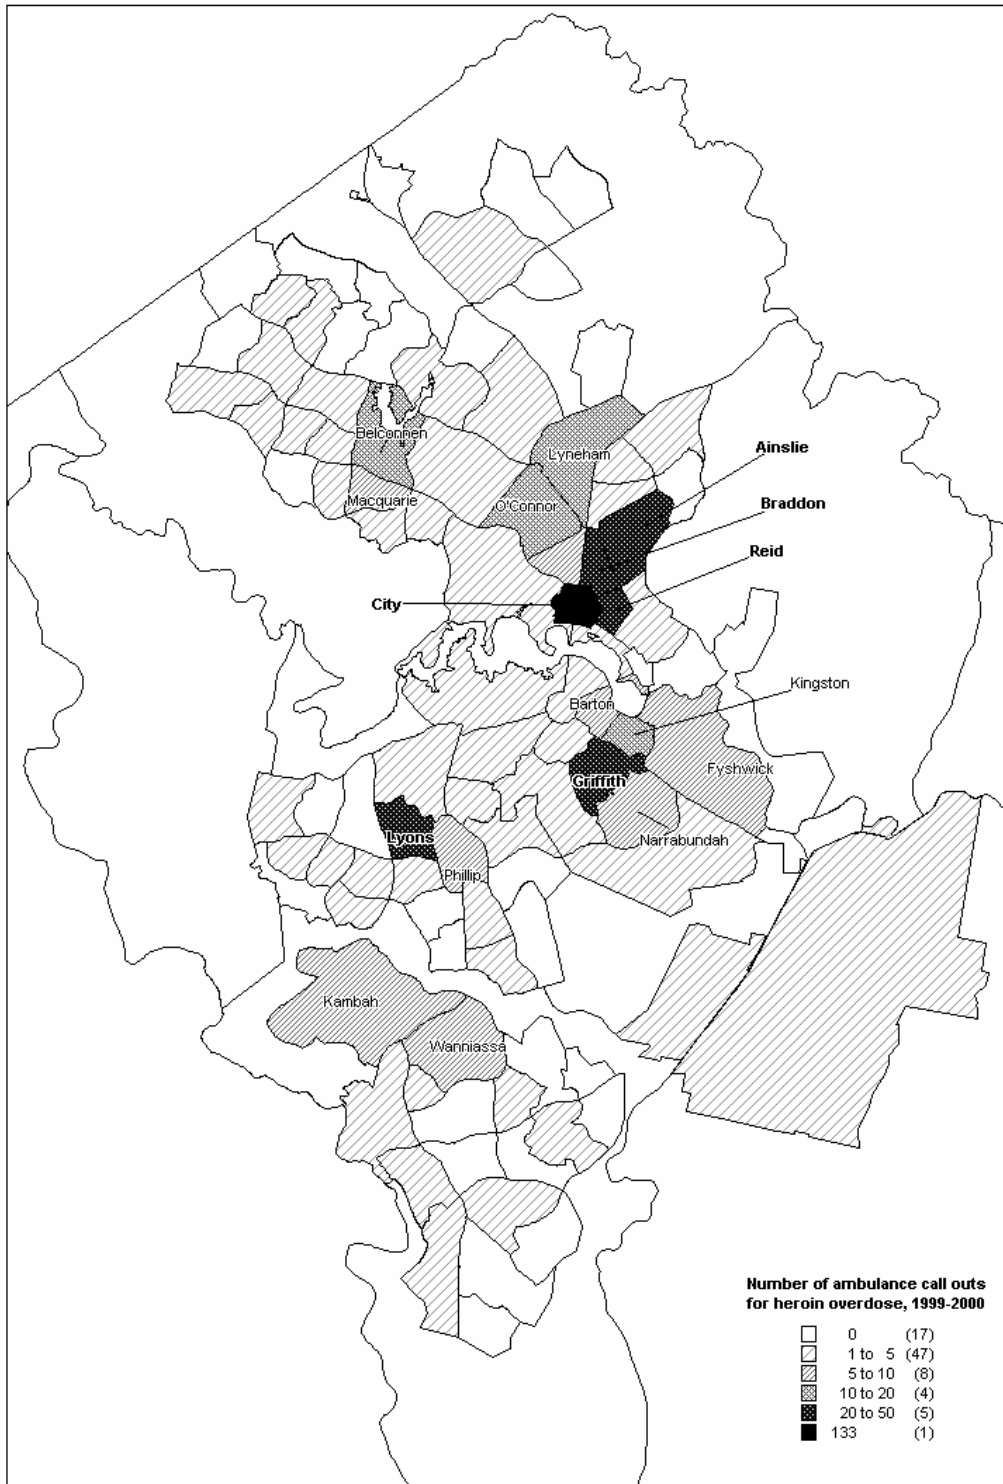 Ainslie
Belconnen
Lyneham
Macquarie
O'Connor
Braddon
Reid
City
Kingston
Barton
Fyshwick
Griffith
Lyons
Narrabundah
Phillip
Kambah
Wanniassa
Number of ambulance call outs
for heroin overdose, 1999-2000
0 (17)
1 to 5 (47)
5 to 10 (8)
10 to 20 (4)
20 to 50 (5)
133 (1)